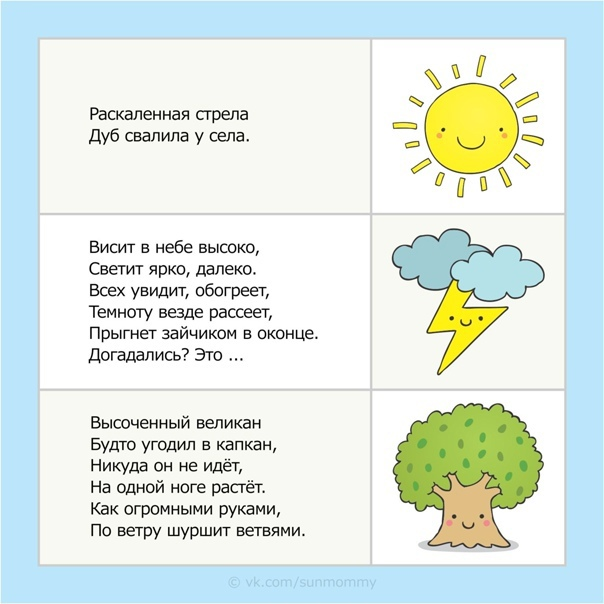 Раскаленная стрела
Дуб свалила у села.
Висит в небе высоко,
Светит ярко, далеко.
Всех увидит, обогреет,
Темноту везде рассеет,
Прыгнет зайчиком в оконце.
Догадались? Это ...
Высоченный великан
Будто угодил в капкан,
Никуда он не идёт,
На одной ноге растёт.
Как огромными руками,
По ветру шуршит ветвями.
© vk.com/sunmommy